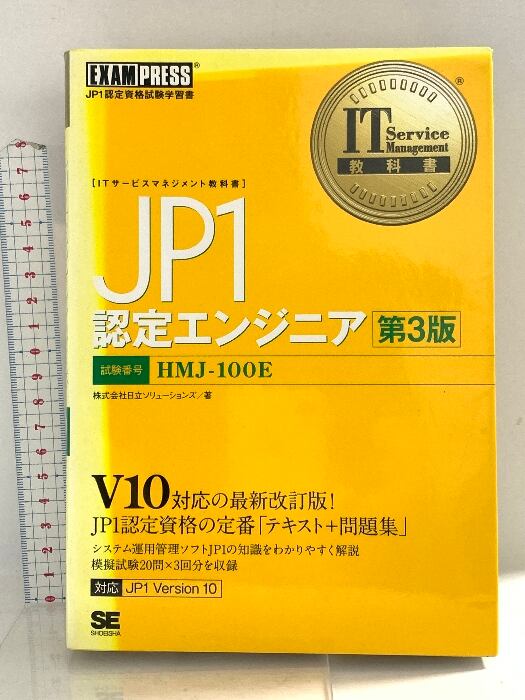 EXAMPRESS®
JP1認定資格試験学習書
IT Service
Management
教科書
®
[ITサービスマネジメント教科書]
JP1
認定エンジニア 第3版
試験番号 HMJ-100E
株式会社日立ソリューションズ/著
V10対応の最新改訂版!
JP1認定資格の定番「テキスト+問題集」
システム運用管理ソフトJP1の知識をわかりやすく解説
模擬試験20問×3回分を収録
対応 JP1 Version 10
SE
SHOEISHA